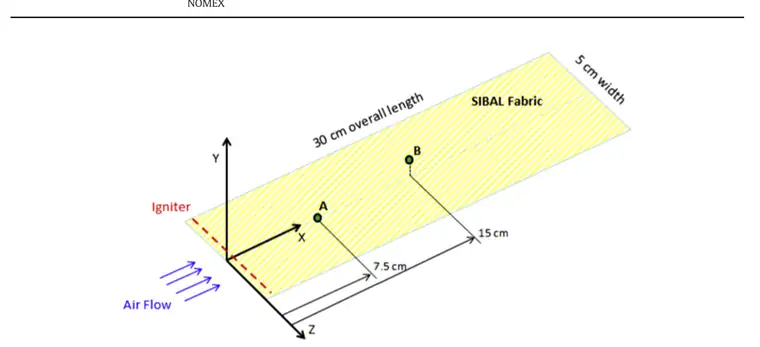 NOMEX
30 cm overall length
5 cm width
SIBAL Fabric
Y
B
Igniter
A
X
15 cm
7.5 cm
Air Flow
Z